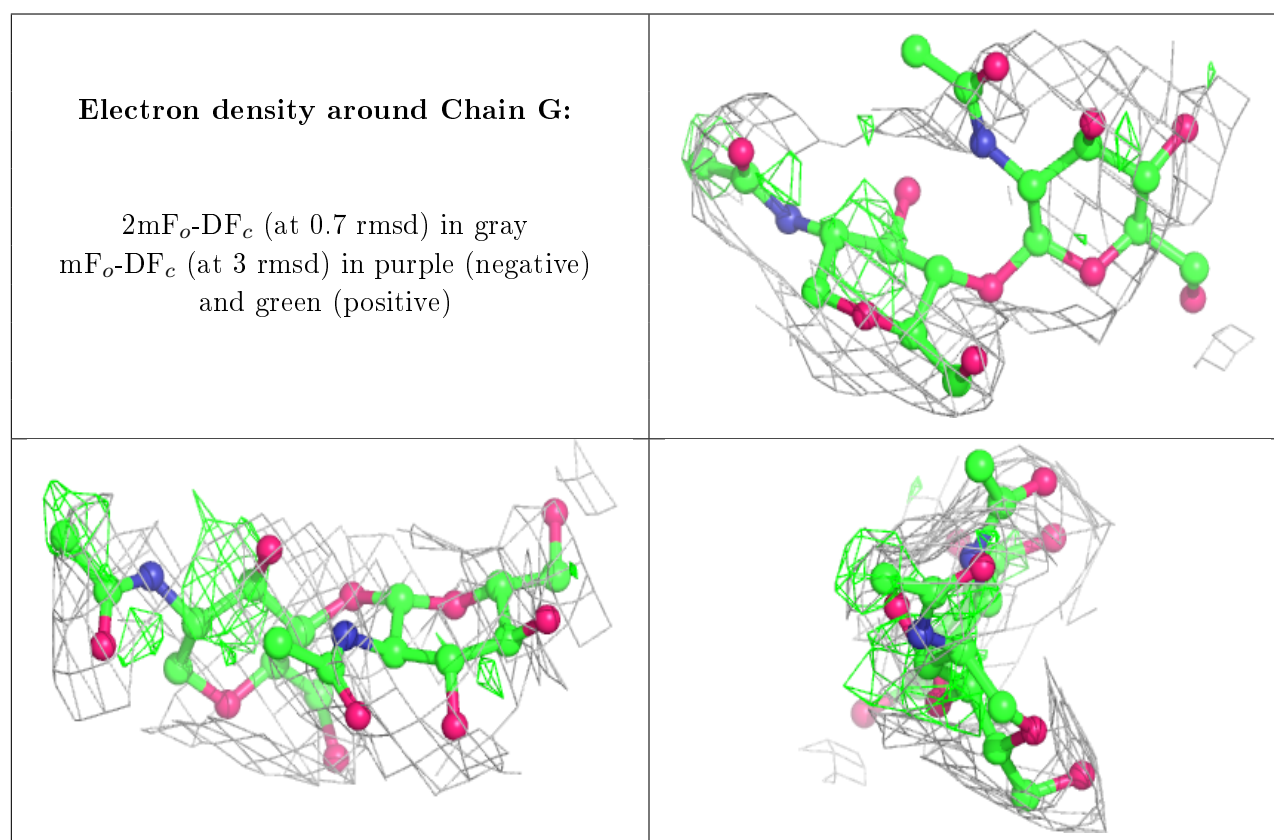 Electron density around Chain G:
2mFₒ-DF𝒸 (at 0.7 rmsd) in gray
mFₒ-DF𝒸 (at 3 rmsd) in purple (negative)
and green (positive)